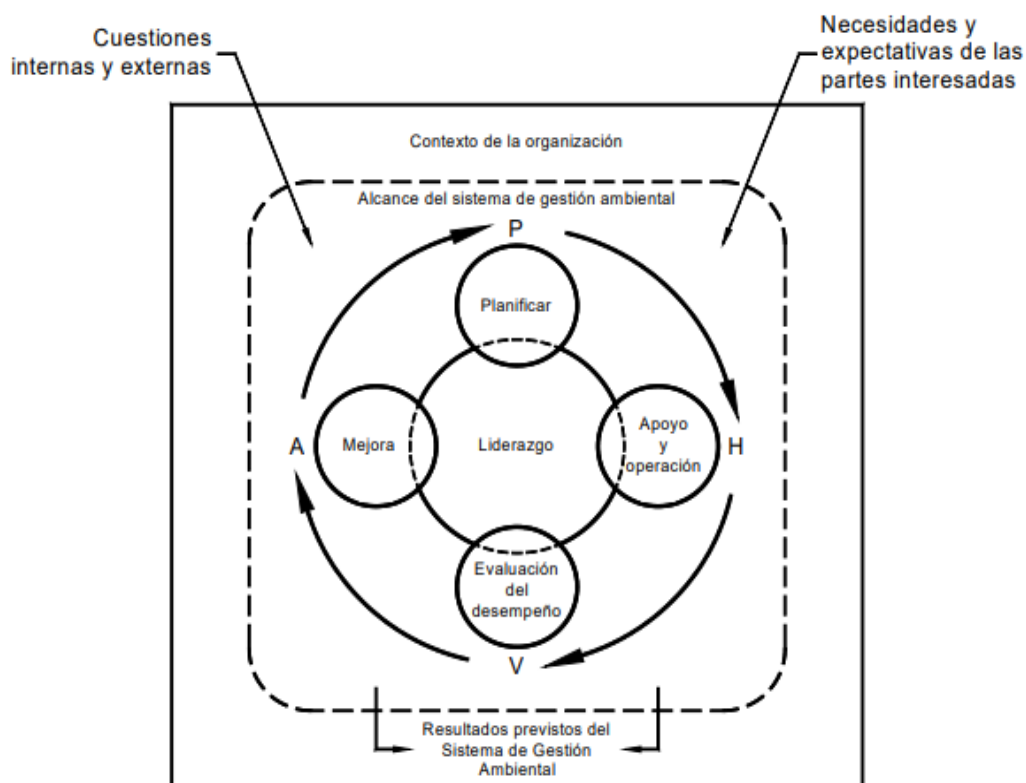 Cuestiones
internas y externas
Necesidades y
expectativas de las
partes interesadas
Contexto de la organización
Alcance del sistema de gestión ambiental
P
Planificar
A
Mejora
Liderazgo
Apoyo
y
operación
H
Evaluación
del
desempeño
V
Resultados previstos del
Sistema de Gestión
Ambiental